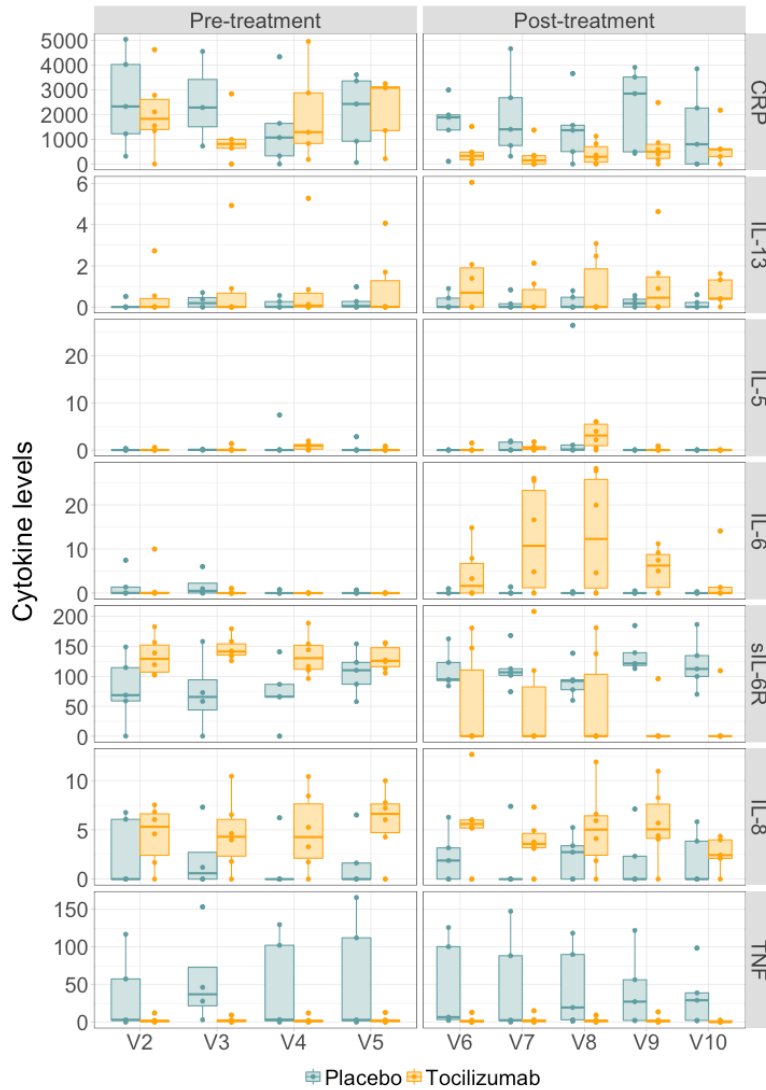 Pre-treatment Post-treatment
Cytokine levels
5000
4000
3000
2000
1000
0
CRP
6
4
2
0
IL-13
20
10
0
IL-5
20
10
0
IL-6
200
150
100
50
0
sIL-6R
10
5
0
IL-8
150
100
50
0
TNF
V2 V3 V4 V5 V6 V7 V8 V9 V10
Placebo Tocilizumab